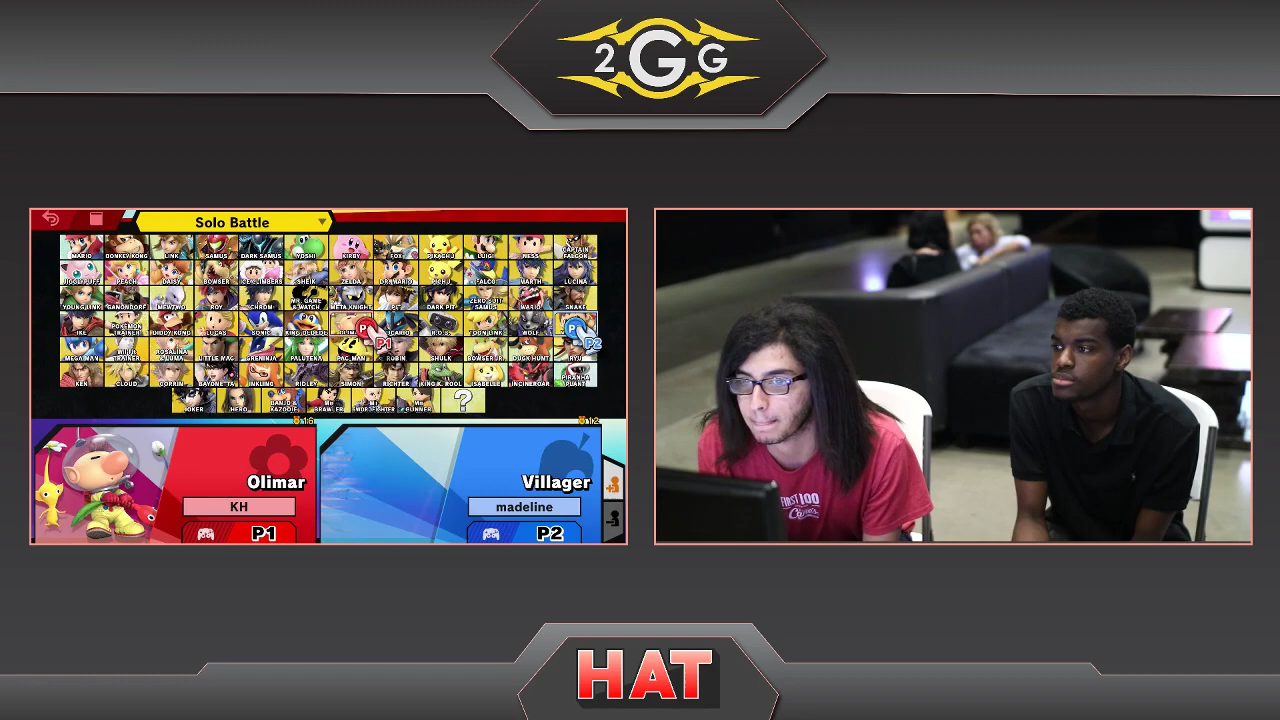 2GG
Solo Battle
MARIO DONKEY KONG LINK SAMUS DARK SAMUS YOSHI KIRBY FOX PIKACHU LUIGI NESS CAPTAIN FALCON
JIGGLYPUFF PEACH DAISY BOWSER ICE CLIMBERS SHEIK ZELDA DR. MARIO PICHU FALCO MARTH LUCINA
YOUNG LINK GANONDORF MEWTWO ROY CHROM MR. GAME & WATCH META KNIGHT PIT DARK PIT ZERO SUIT SAMUS WARIO SNAKE
IKE POKÉMON TRAINER DIDDY KONG LUCAS SONIC KING DEDEDE LUCARIO R.O.B. TOON LINK WOLF
P1
P2
MEGA MAN Wii Fit TRAINER ROSALINA & LUMA LITTLE MAC GRENINJA PALUTENA PAC-MAN ROBIN SHULK BOWSER JR. DUCK HUNT RYU
KEN CLOUD CORRIN BAYONETTA INKLING RIDLEY SIMON RICHTER KING K. ROOL ISABELLE INCINEROAR PIRANHA PLANT
JOKER HERO BANJO & KAZOOIE Mii BRAWLER Mii SWORDFIGHTER Mii GUNNER ?
16
12
Olimar
KH
P1
Villager
madeline
P2
FIRST 100
HAT